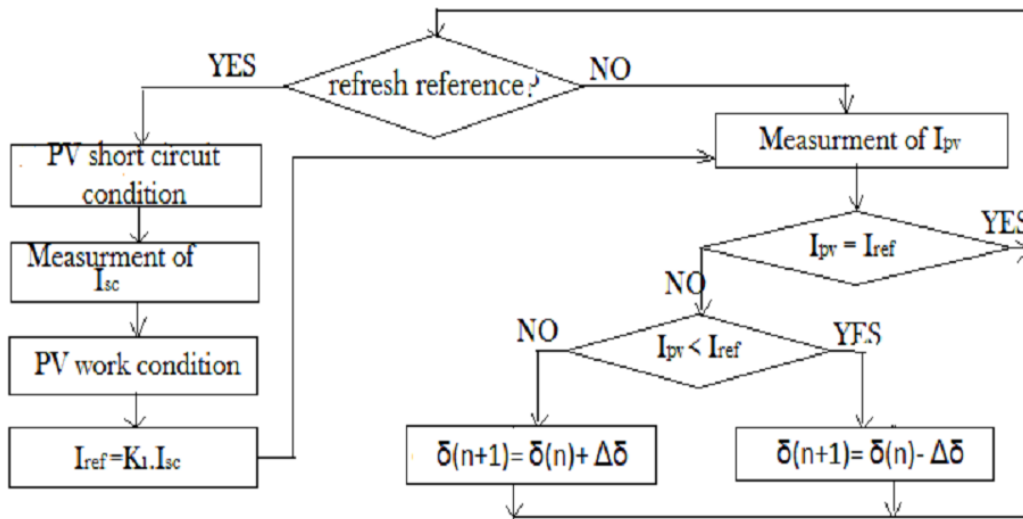 refresh reference?
YES
NO
PV short circuit
condition
Measurment of
Isc
PV work condition
Iref=K1.Isc
Measurment of Ipv
Ipv = Iref
YES
NO
Ipv < Iref
NO
YES
δ(n+1)= δ(n)+ Δδ
δ(n+1)= δ(n)- Δδ